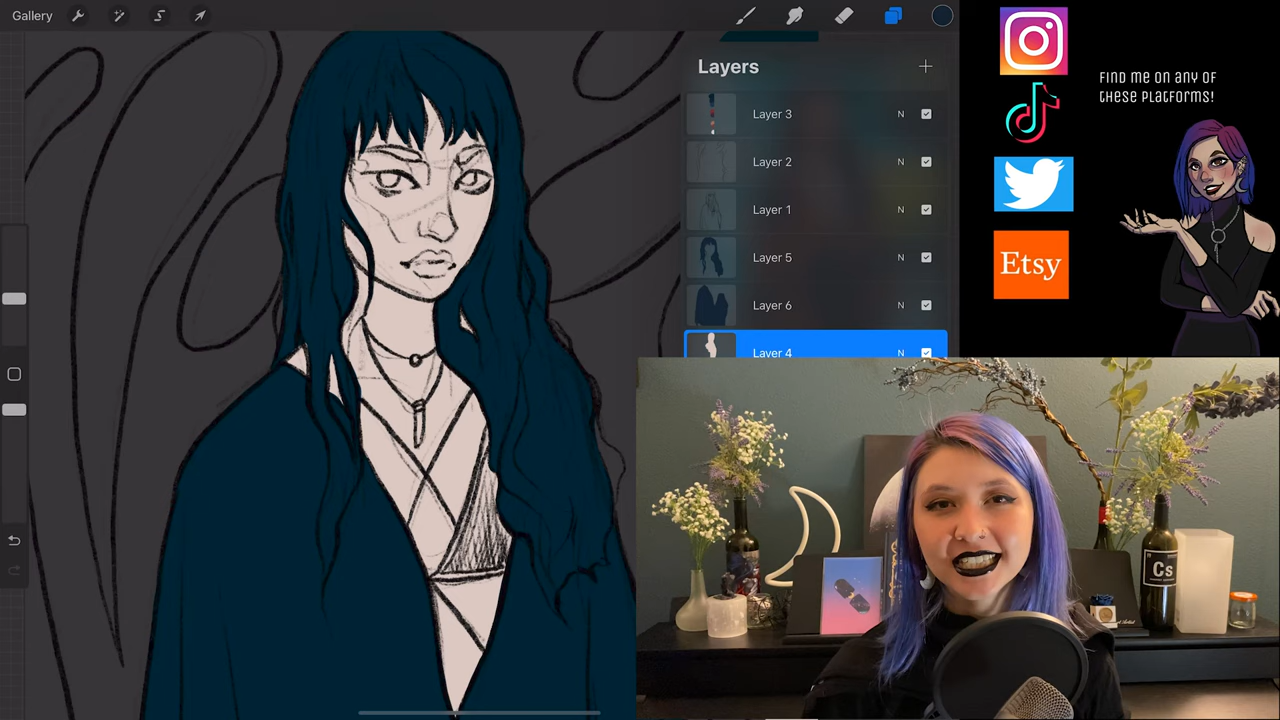 Gallery
Layers
Layer 3
N
Layer 2
N
Layer 1
N
Layer 5
N
Layer 6
N
Layer 4
N
FIND ME ON ANY OF
THESE PLATFORMS!
Etsy
Cs